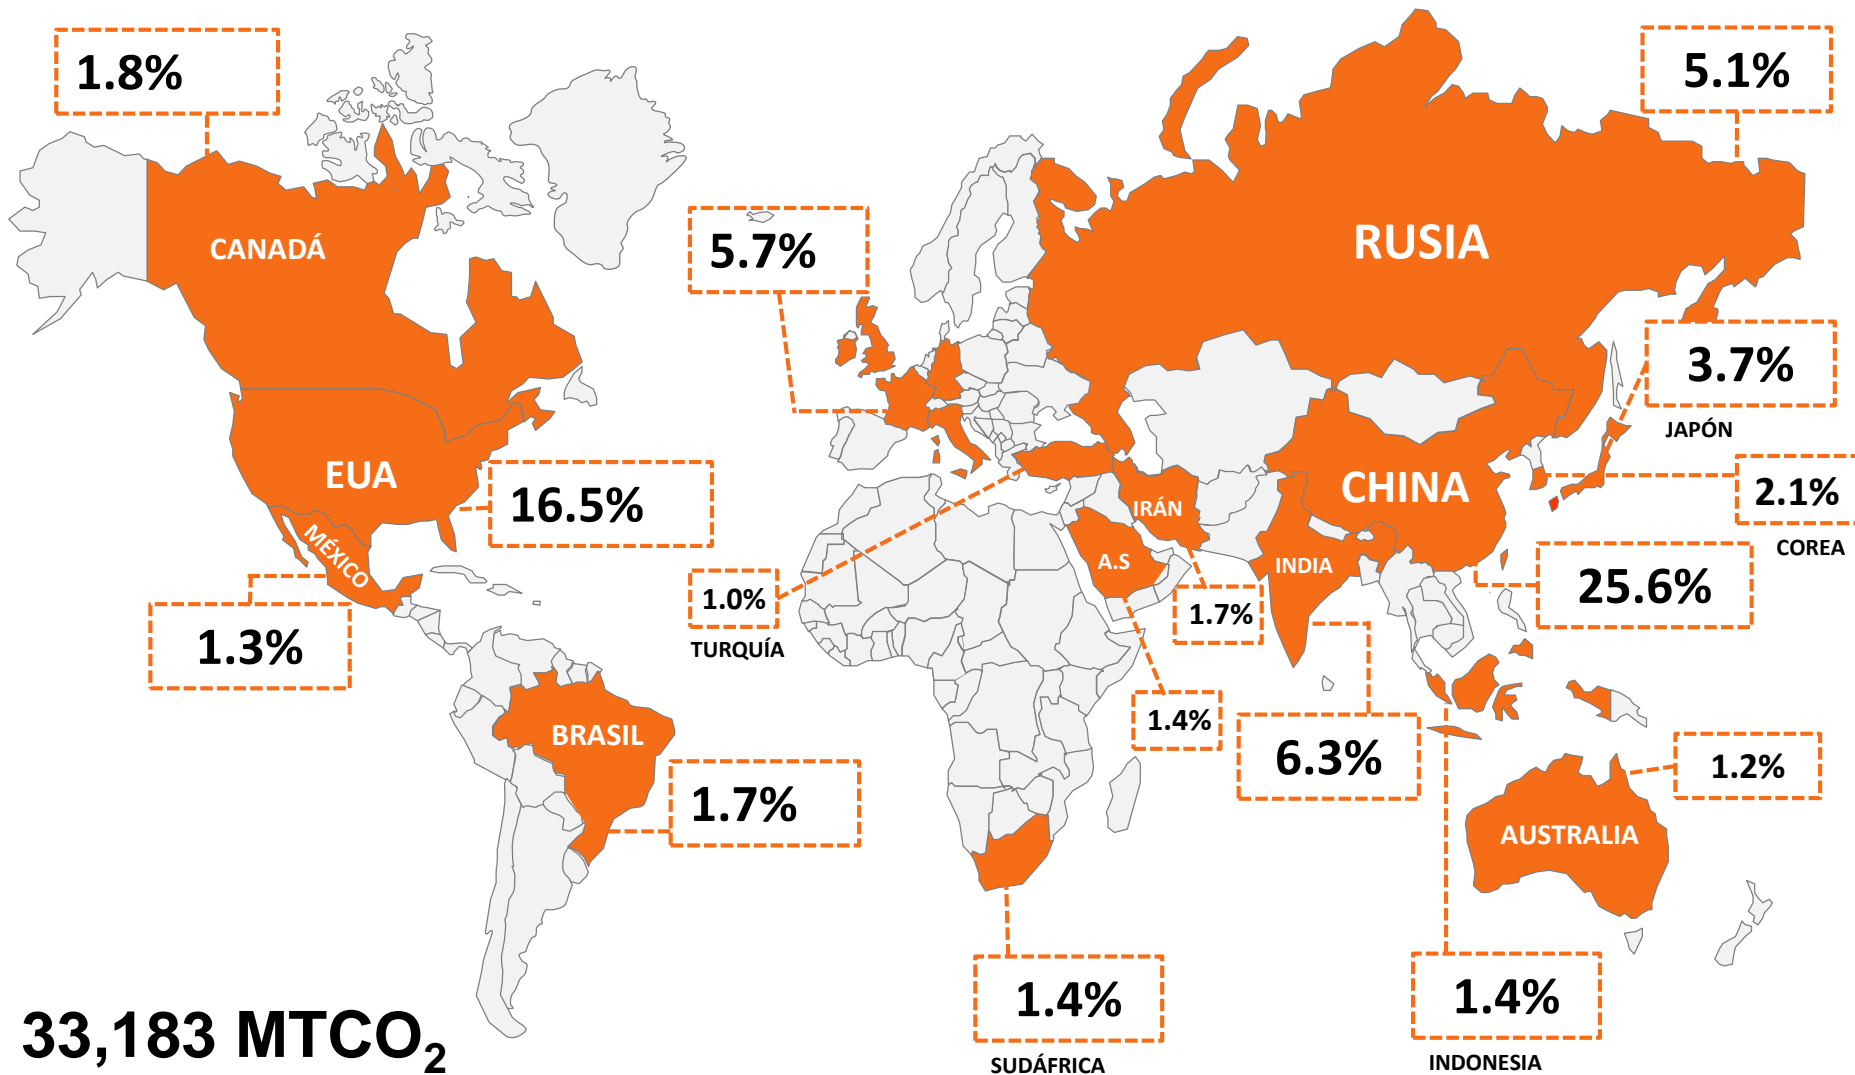 1.8%
5.1%
CANADÁ
5.7%
RUSIA
3.7%
JAPÓN
EUA
16.5%
CHINA
2.1%
COREA
IRÁN
MÉXICO
A.S
INDIA
25.6%
1.0%
TURQUÍA
1.7%
1.3%
1.4%
BRASIL
6.3%
1.2%
1.7%
AUSTRALIA
1.4%
SUDÁFRICA
1.4%
INDONESIA
33,183 MTCO₂